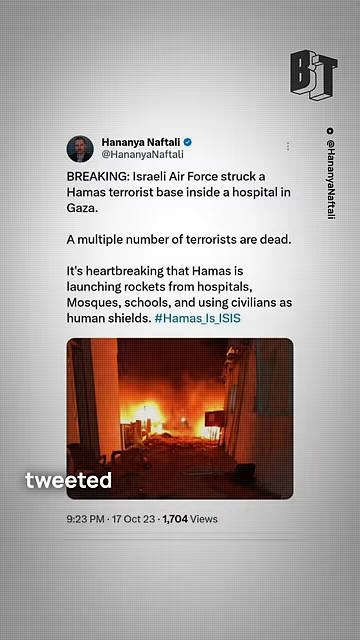 BT
Hananya Naftali
@HananyaNaftali
@HananyaNaftali
BREAKING: Israeli Air Force struck a
Hamas terrorist base inside a hospital in
Gaza.
A multiple number of terrorists are dead.
It's heartbreaking that Hamas is
launching rockets from hospitals,
Mosques, schools, and using civilians as
human shields. #Hamas_Is_ISIS
tweeted
9:23 PM · 17 Oct 23 · 1,704 Views